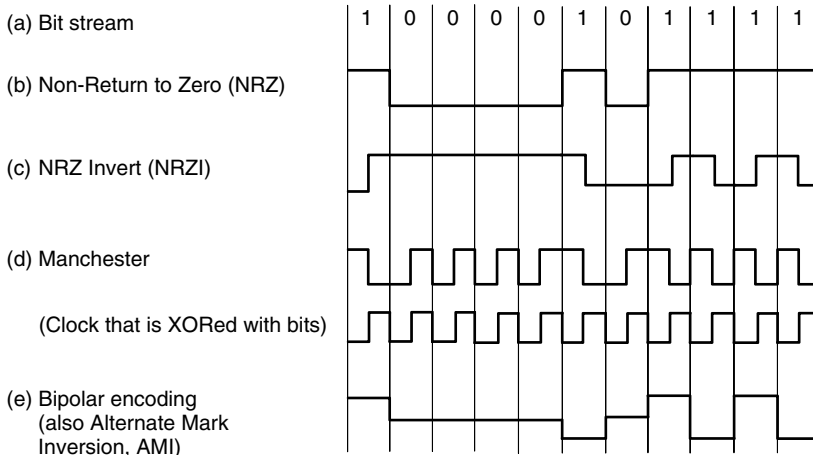 (a) Bit stream 1 0 0 0 0 1 0 1 1 1 1
(b) Non-Return to Zero (NRZ)
(c) NRZ Invert (NRZI)
(d) Manchester
(Clock that is XORed with bits)
(e) Bipolar encoding
(also Alternate Mark
Inversion, AMI)